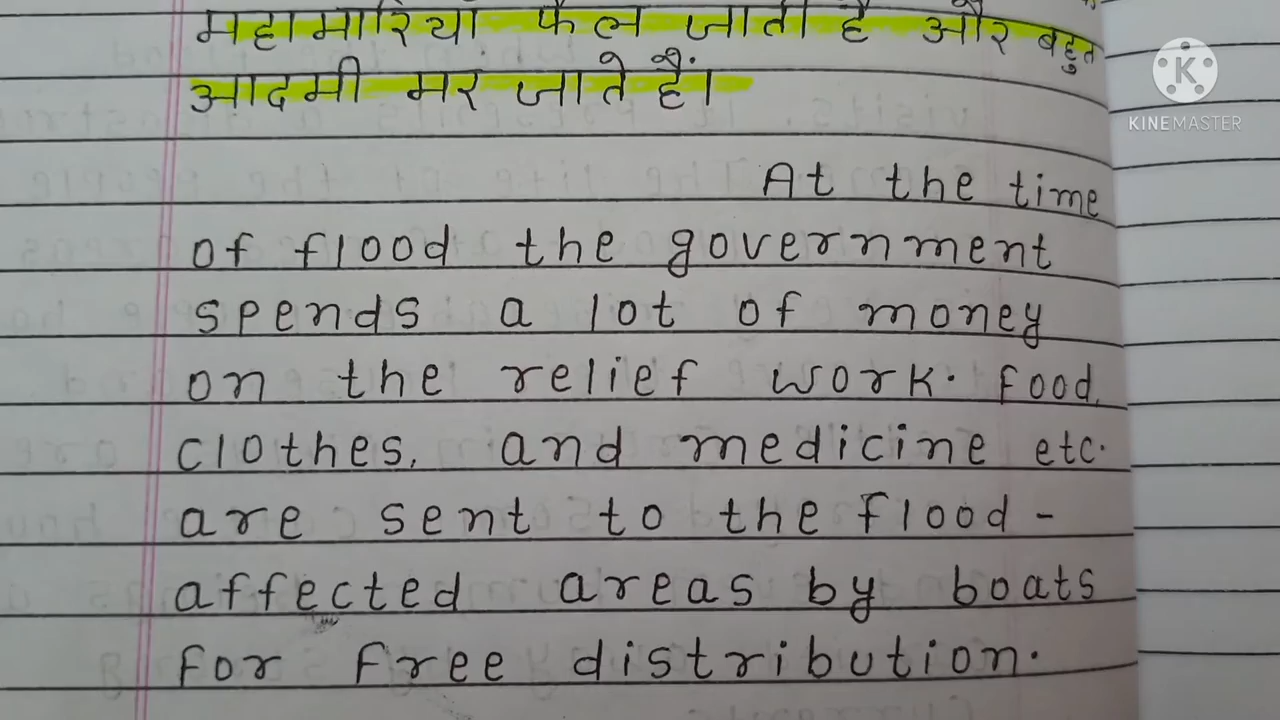 महामारियाँ फैल जाती है और बहुत
आदमी मर जाते हैं।
KINEMASTER
At the time
of flood the government
spends a lot of money
on the relief work. Food,
clothes, and medicine etc.
are sent to the flood -
affected areas by boats
for free distribution.